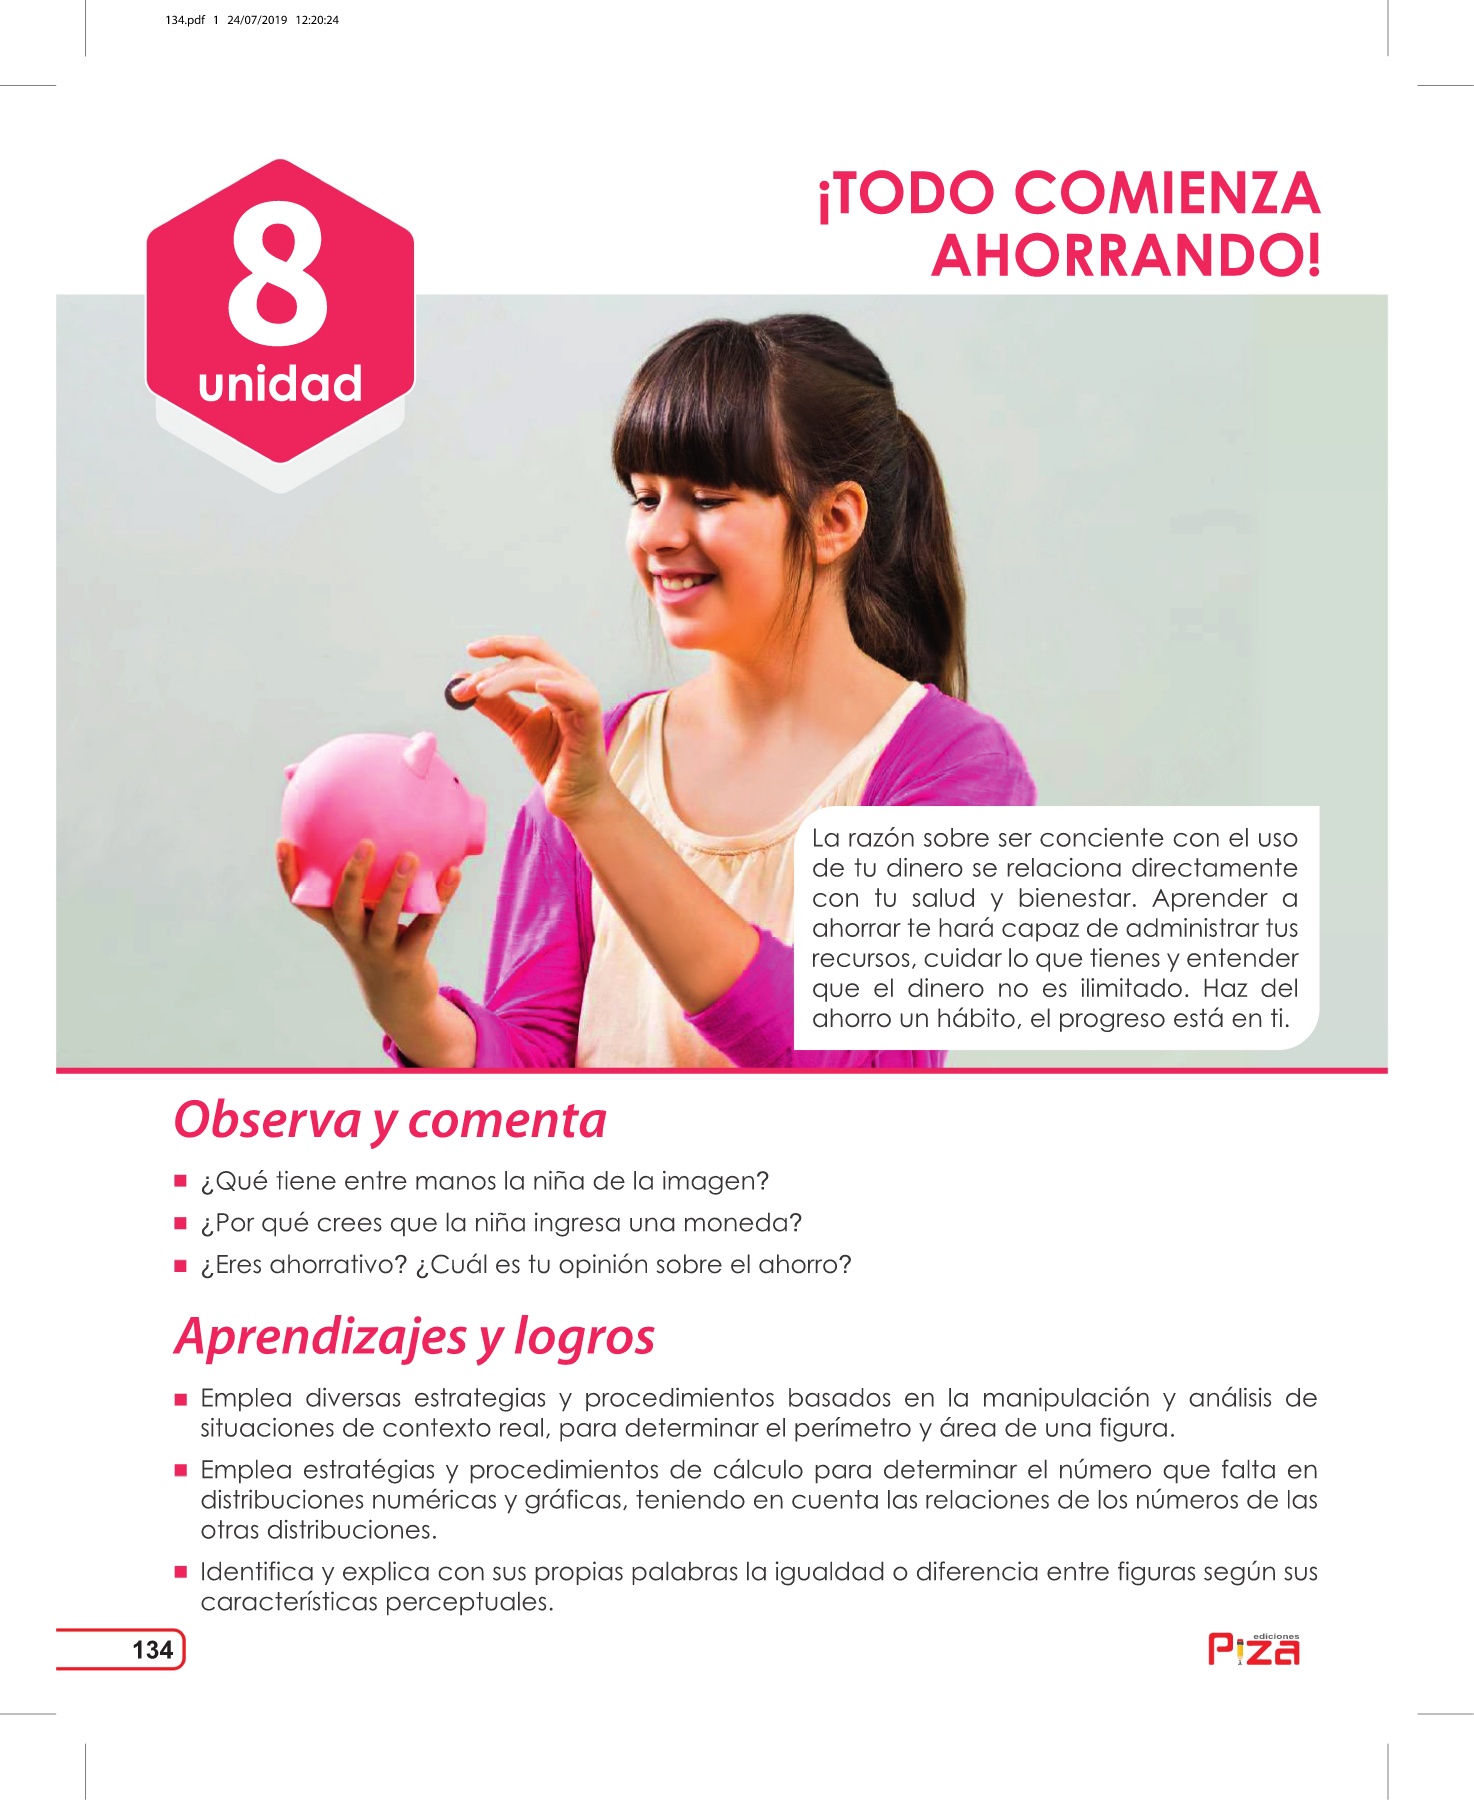 134.pdf 1 24/07/2019 12:20:24
8
unidad
¡TODO COMIENZA
AHORRANDO!
La razón sobre ser conciente con el uso
de tu dinero se relaciona directamente
con tu salud y bienestar. Aprender a
ahorrar te hará capaz de administrar tus
recursos, cuidar lo que tienes y entender
que el dinero no es ilimitado. Haz del
ahorro un hábito, el progreso está en ti.
Observa y comenta
¿Qué tiene entre manos la niña de la imagen?
¿Por qué crees que la niña ingresa una moneda?
¿Eres ahorrativo? ¿Cuál es tu opinión sobre el ahorro?
Aprendizajes y logros
Emplea diversas estrategias y procedimientos basados en la manipulación y análisis de
situaciones de contexto real, para determinar el perímetro y área de una figura.
Emplea estratégias y procedimientos de cálculo para determinar el número que falta en
distribuciones numéricas y gráficas, teniendo en cuenta las relaciones de los números de las
otras distribuciones.
Identifica y explica con sus propias palabras la igualdad o diferencia entre figuras según sus
características perceptuales.
134
ediciones
Piza